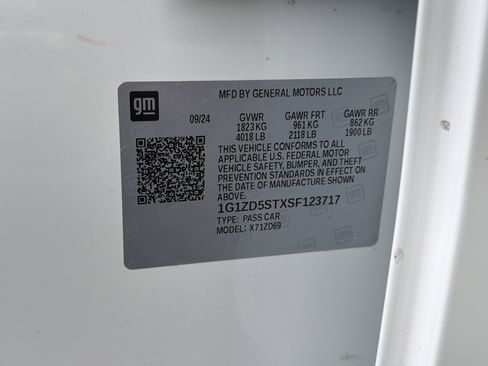 gm
MFD BY GENERAL MOTORS LLC
09/24 GVWR GAWR FRT GAWR RR
1823 KG 961 KG 862 KG
4018 LB 2118 LB 1900 LB
THIS VEHICLE CONFORMS TO ALL
APPLICABLE U.S. FEDERAL MOTOR
VEHICLE SAFETY, BUMPER, AND THEFT
PREVENTION STANDARDS IN EFFECT ON
THE DATE OF MANUFACTURE SHOWN
ABOVE.
1G1ZD5STXSF123717
TYPE: PASS CAR
MODEL: X71ZD69